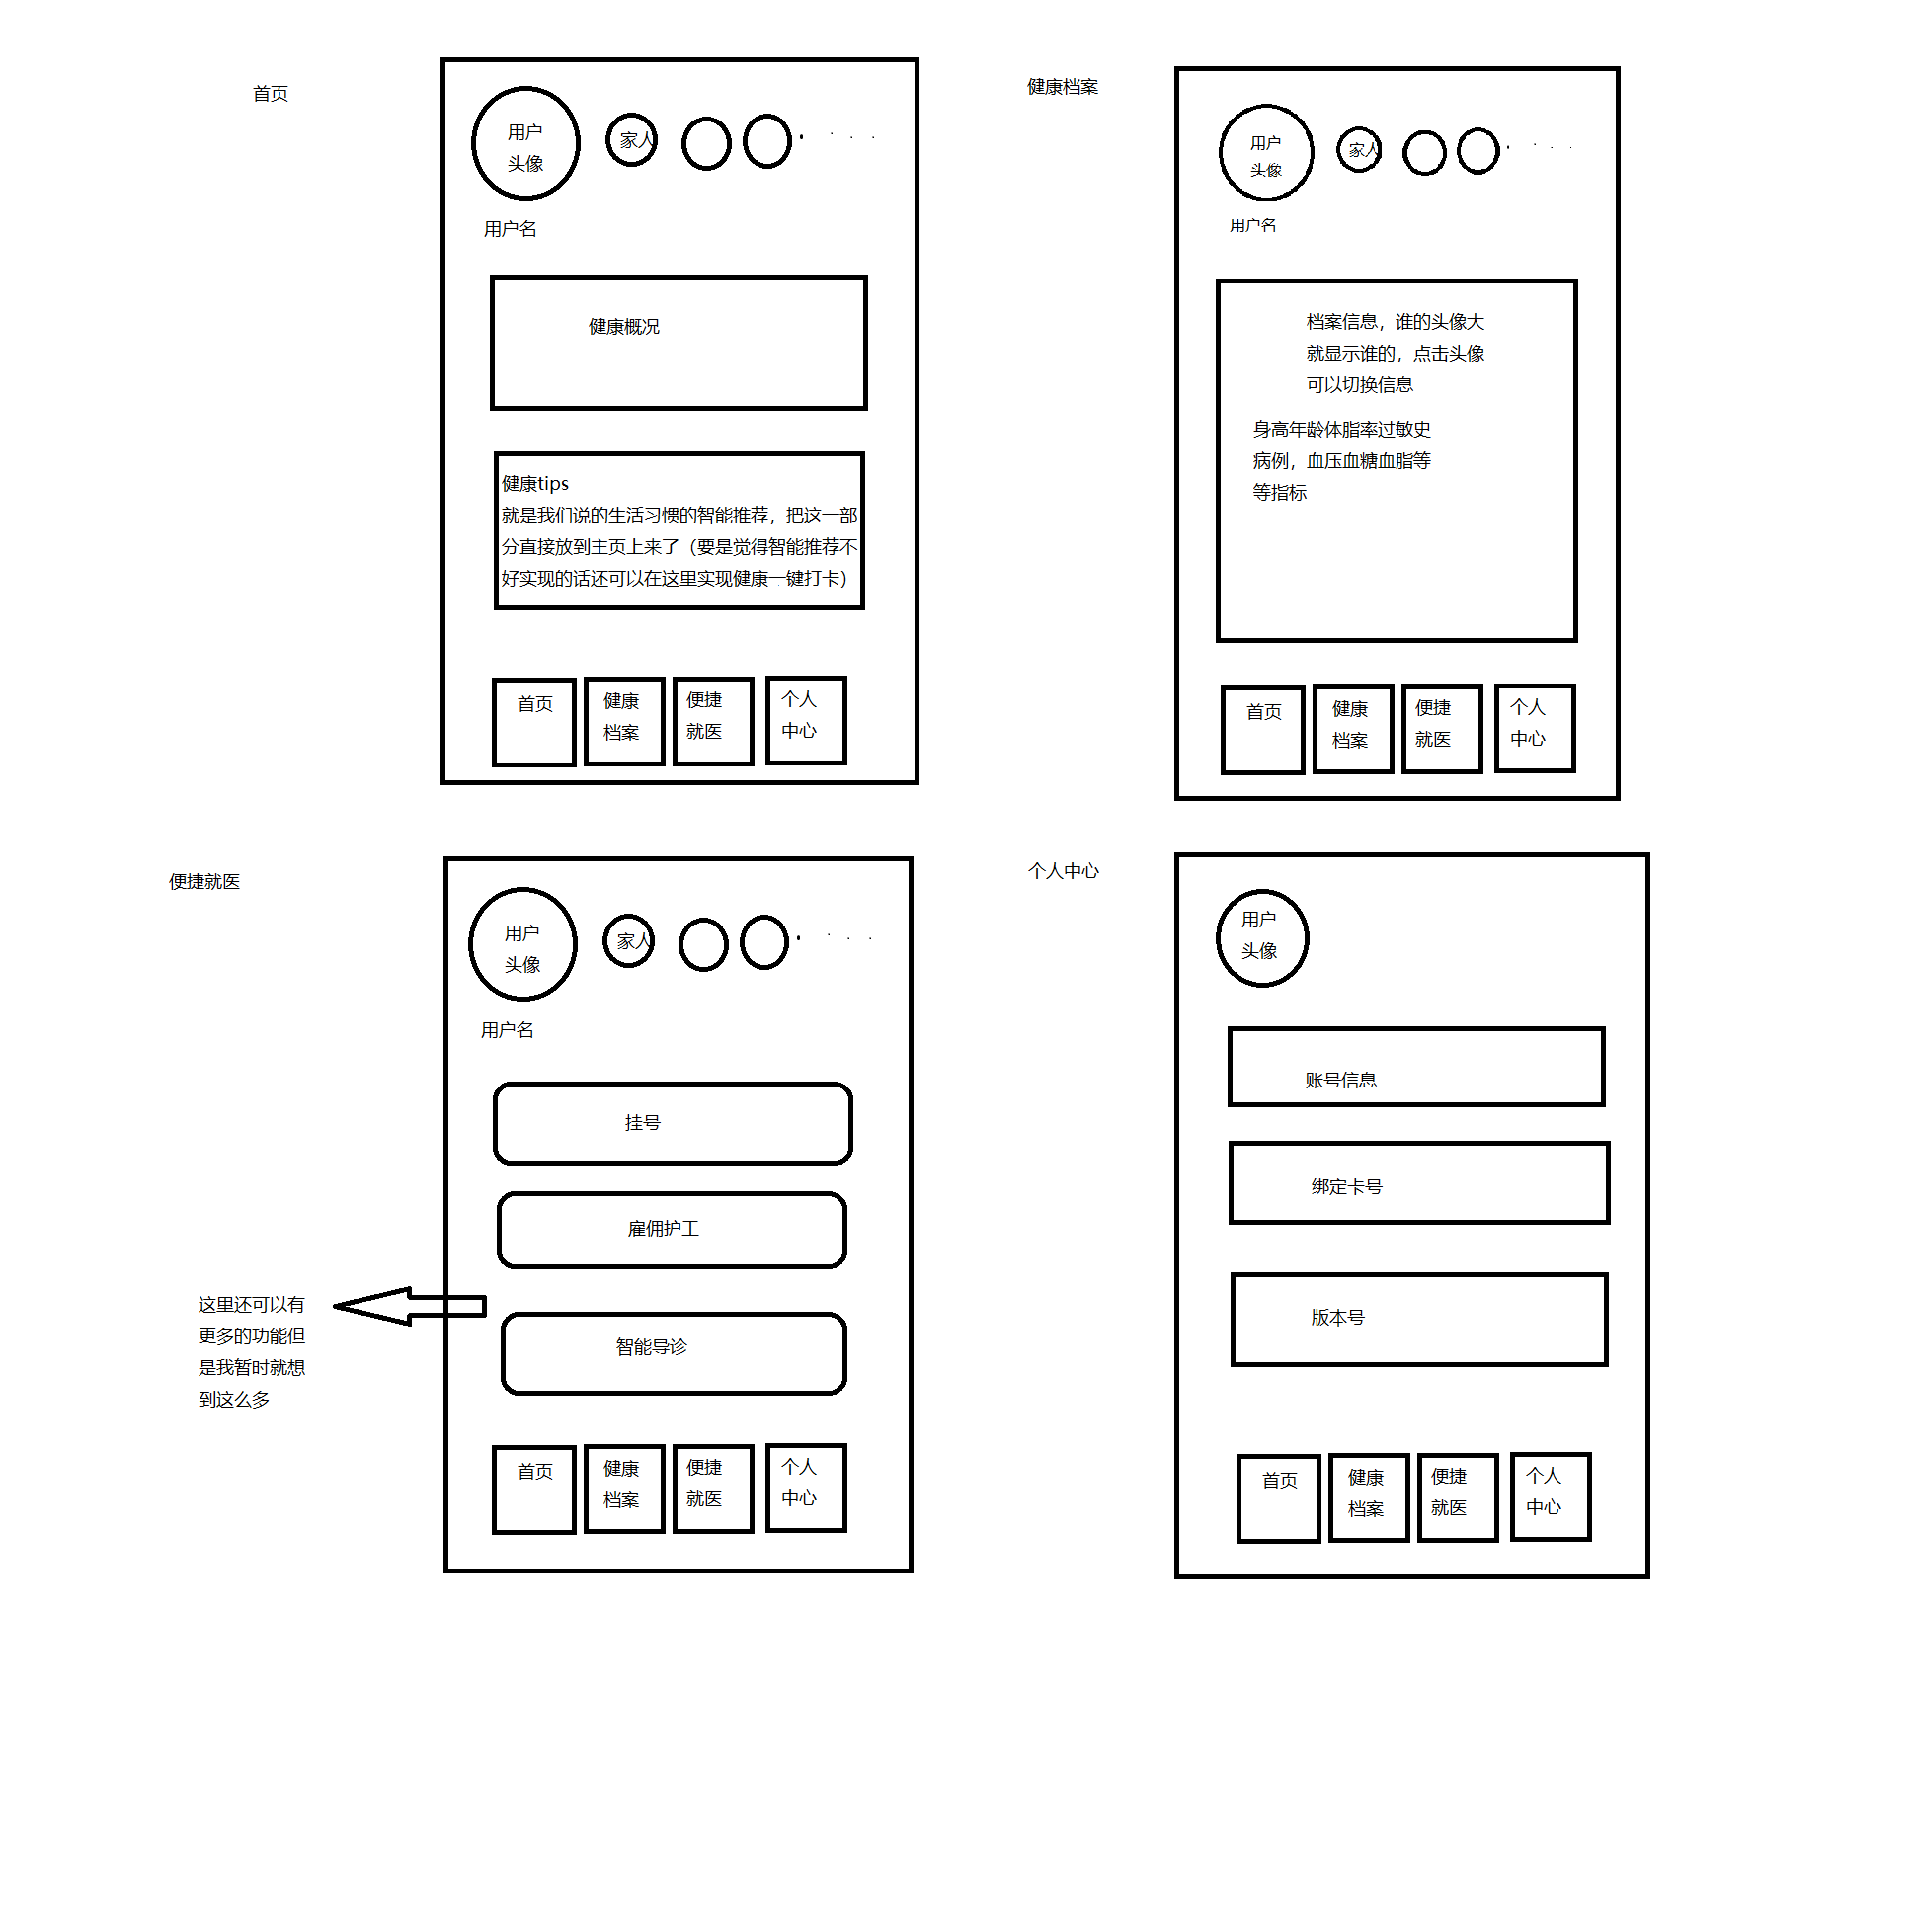 首页
用户
头像
家人
用户名
健康概况
健康tips
就是我们说的生活习惯的智能推荐，把这一部
分直接放到主页上来了（要是觉得智能推荐不
好实现的话还可以在这里实现健康一键打卡）
首页
健康
档案
便捷
就医
个人
中心
健康档案
用户
头像
家人
用户名
档案信息，谁的头像大
就显示谁的，点击头像
可以切换信息
身高年龄体脂率过敏史
病例，血压血糖血脂等
等指标
首页
健康
档案
便捷
就医
个人
中心
便捷就医
用户
头像
家人
用户名
挂号
雇佣护工
智能导诊
这里还可以有
更多的功能但
是我暂时就想
到这么多
首页
健康
档案
便捷
就医
个人
中心
个人中心
用户
头像
账号信息
绑定卡号
版本号
首页
健康
档案
便捷
就医
个人
中心